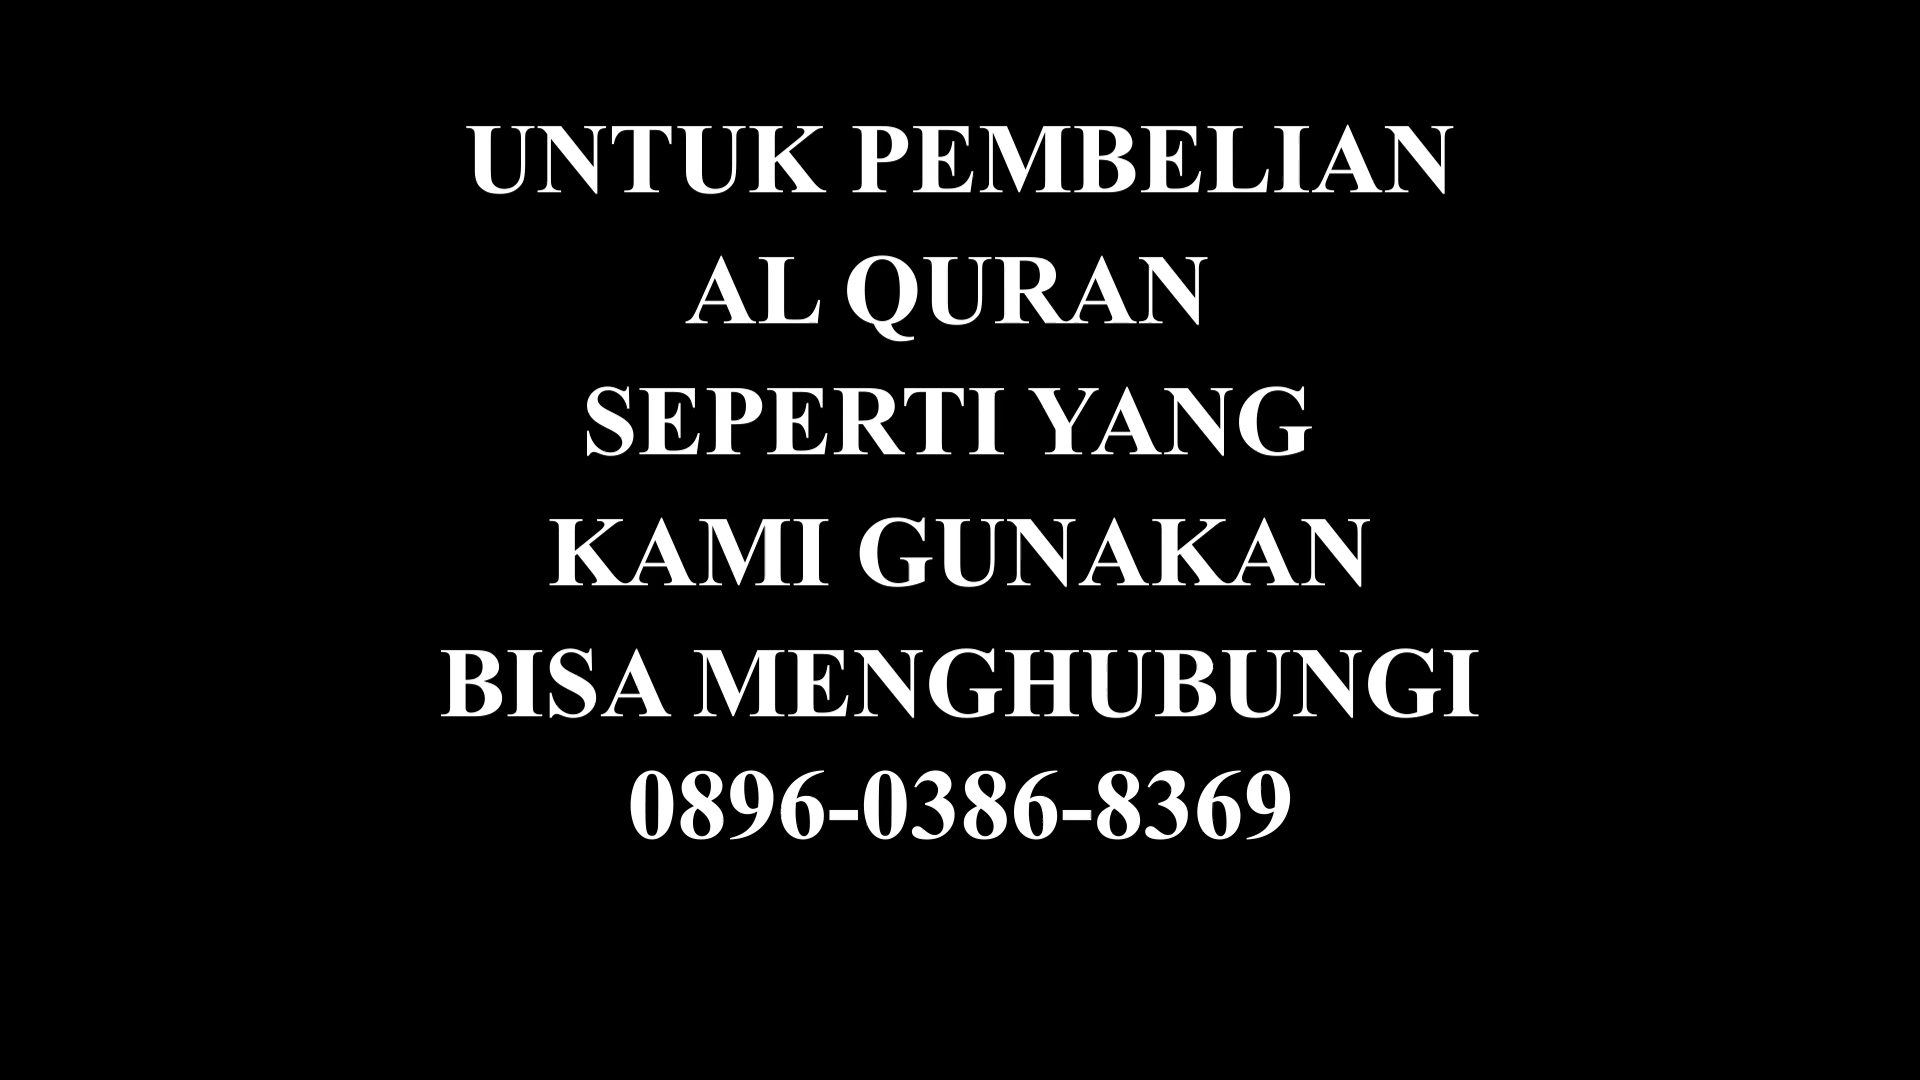 UNTUK PEMBELIAN
AL QURAN
SEPERTI YANG
KAMI GUNAKAN
BISA MENGHUBUNGI
0896-0386-8369